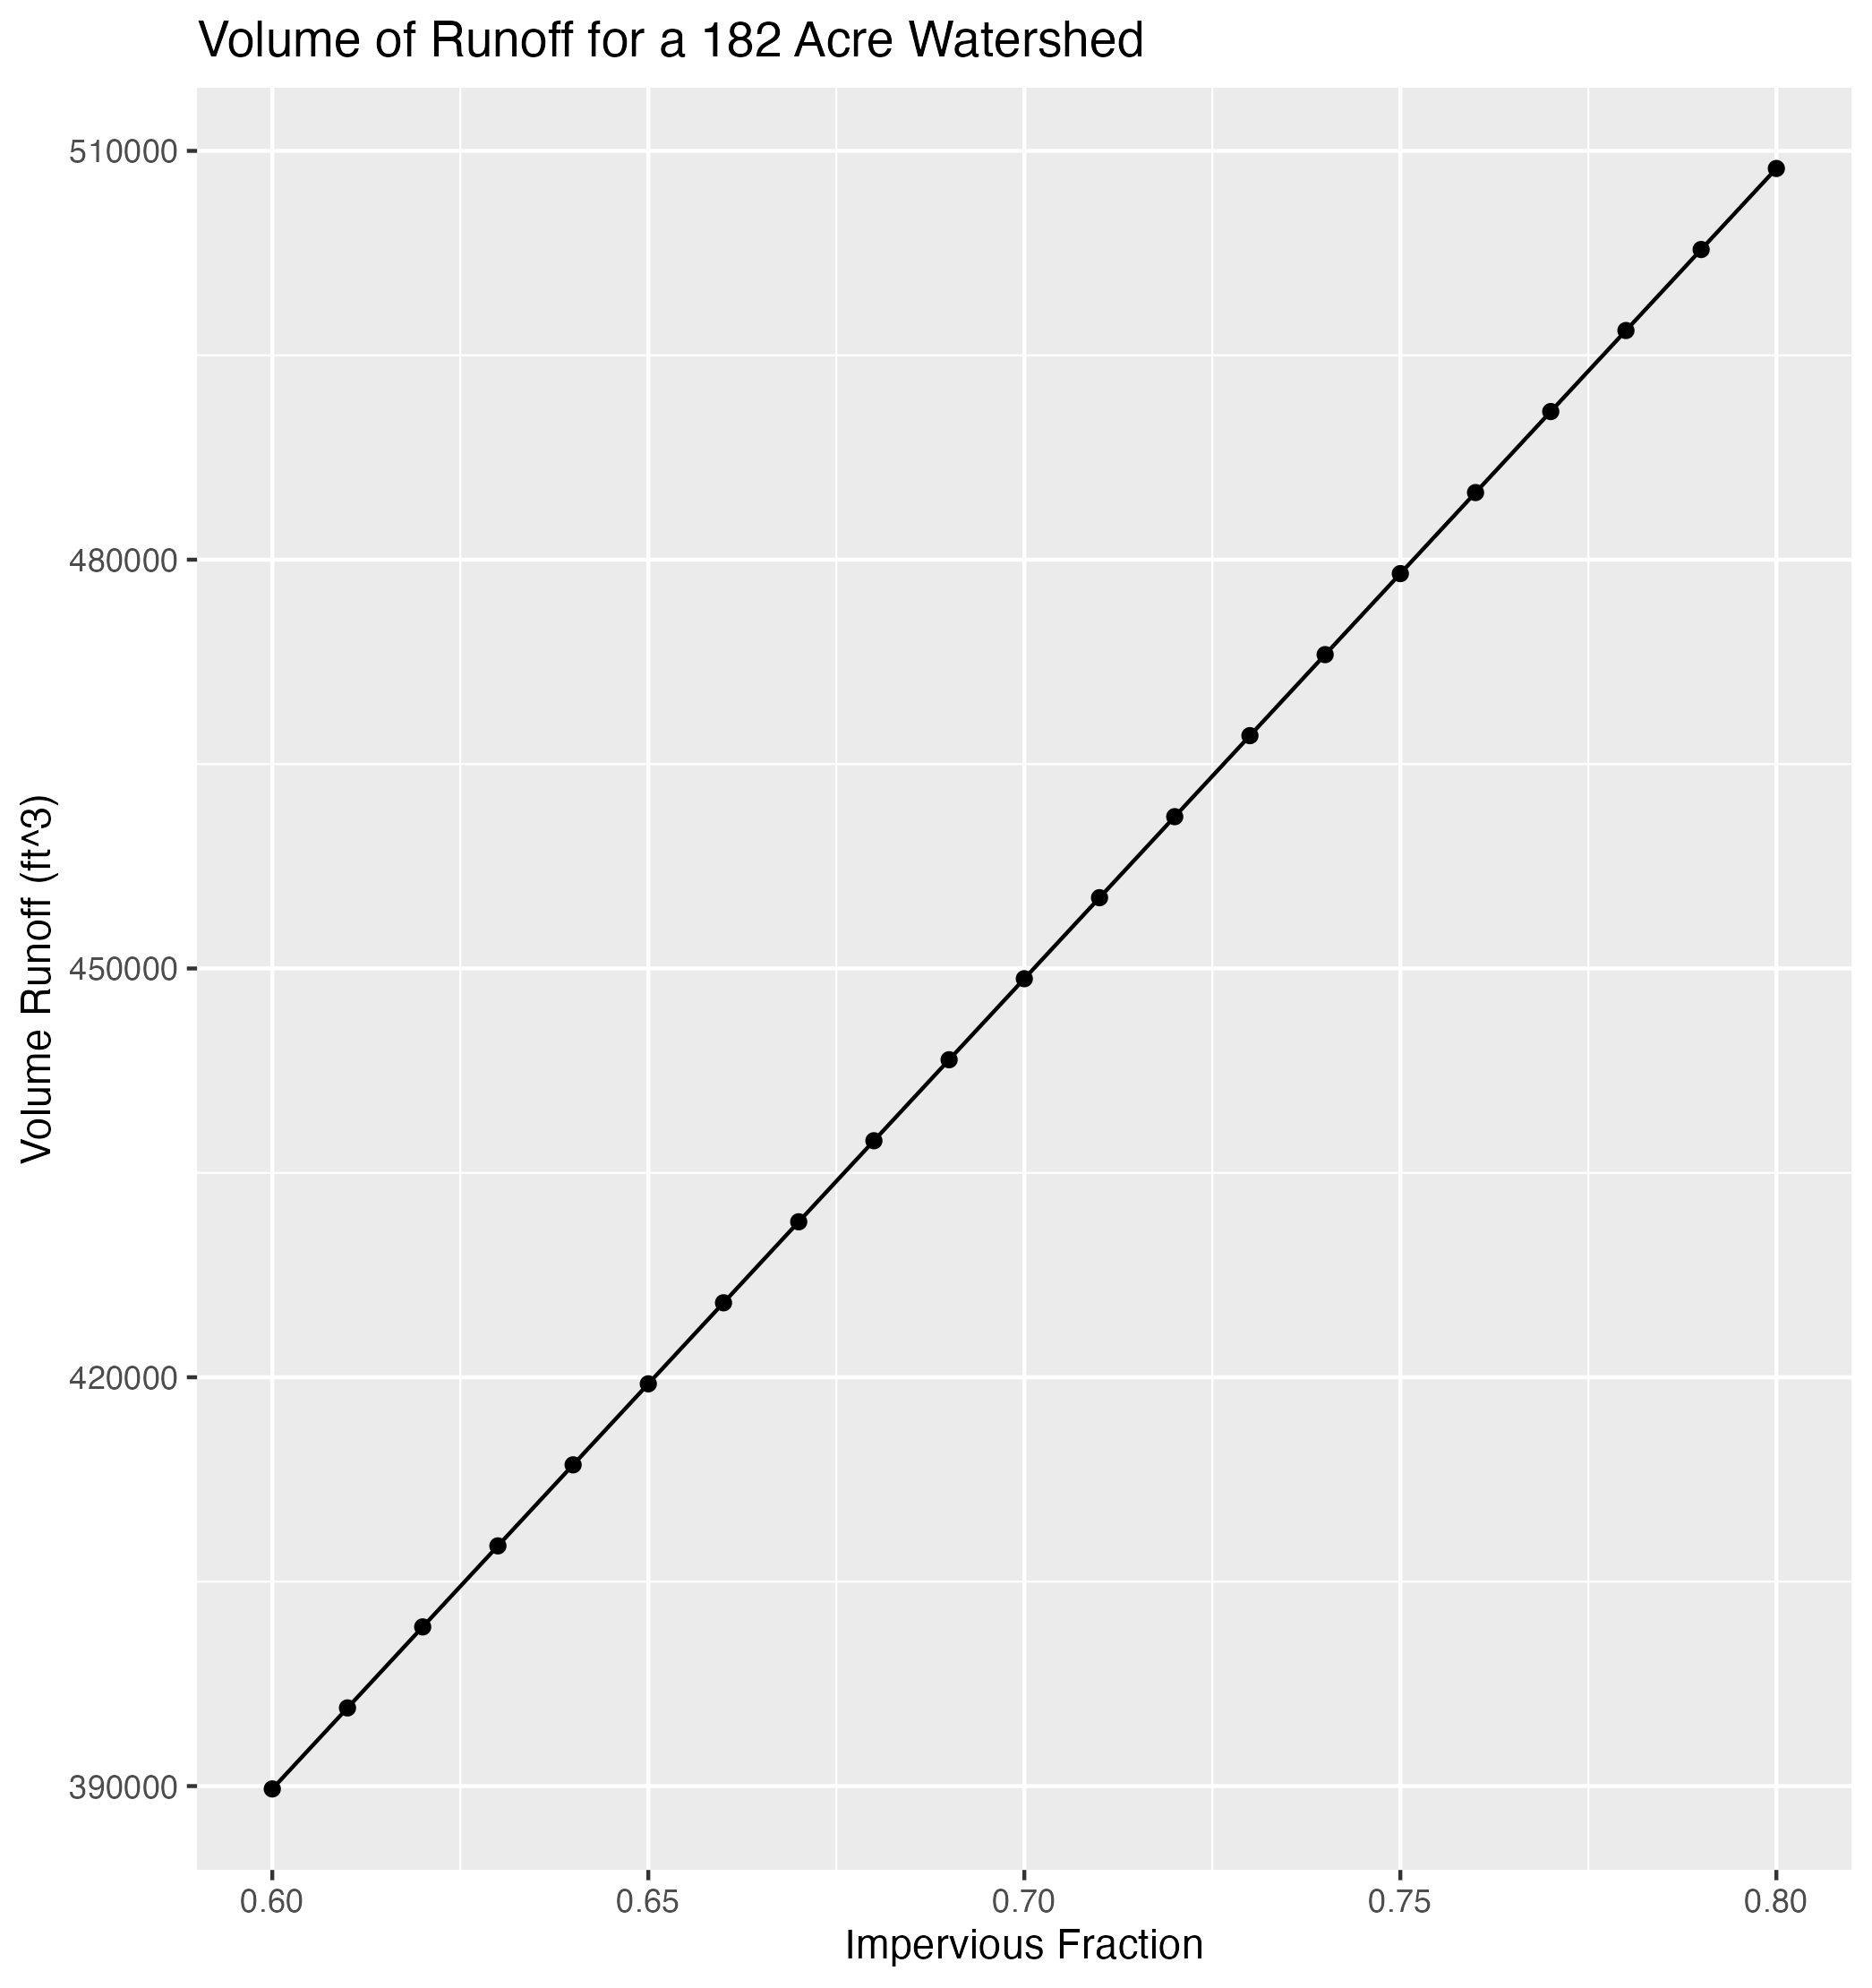 Volume of Runoff for a 182 Acre Watershed
510000
480000
450000
420000
390000
Volume Runoff (ft^3)
0.60 0.65 0.70 0.75 0.80
Impervious Fraction